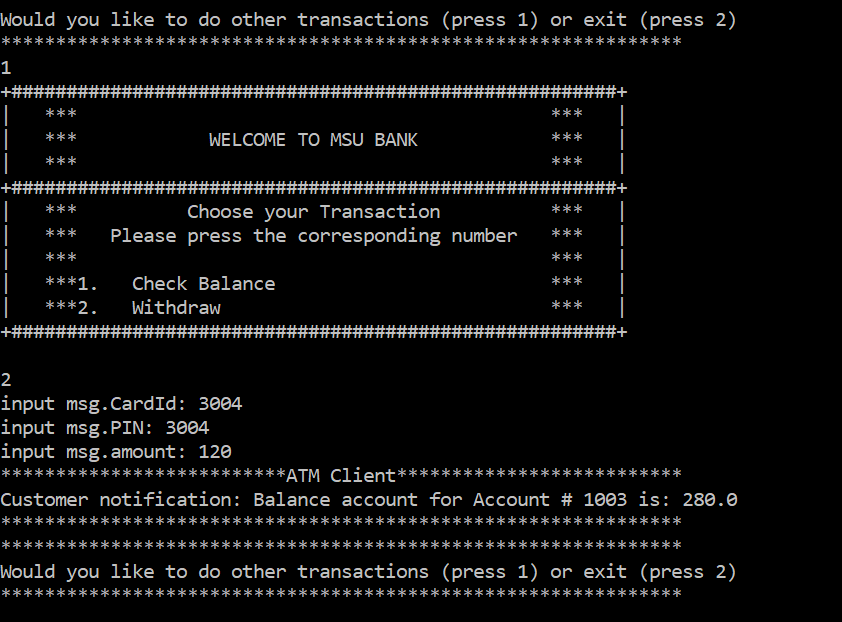 Would you like to do other transactions (press 1) or exit (press 2)
**************************************************************
1
+#######################################################+
|   ***                                           ***   |
|   ***            WELCOME TO MSU BANK            ***   |
|   ***                                           ***   |
+#######################################################+
|   ***          Choose your Transaction          ***   |
|   ***   Please press the corresponding number   ***   |
|   ***                                           ***   |
|   ***1.   Check Balance                         ***   |
|   ***2.   Withdraw                              ***   |
+#######################################################+
2
input msg.CardId: 3004
input msg.PIN: 3004
input msg.amount: 120
**************************ATM Client**************************
Customer notification: Balance account for Account # 1003 is: 280.0
**************************************************************
**************************************************************
Would you like to do other transactions (press 1) or exit (press 2)
**************************************************************